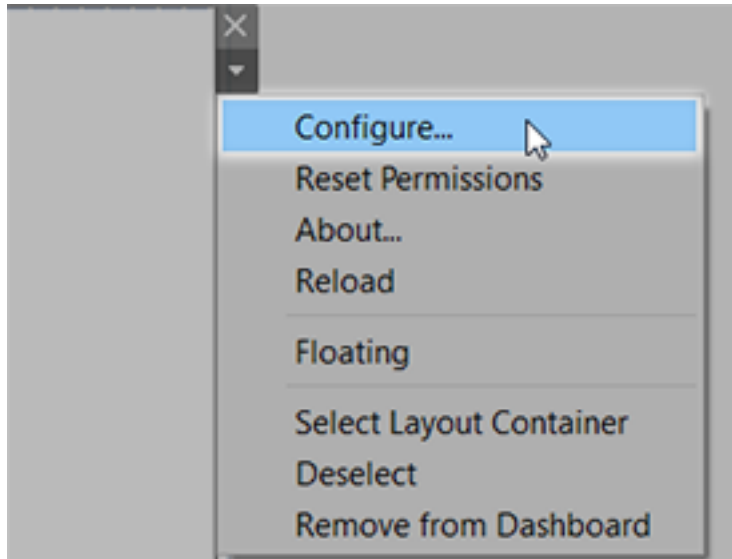 Configure...
Reset Permissions
About...
Reload
Floating
Select Layout Container
Deselect
Remove from Dashboard